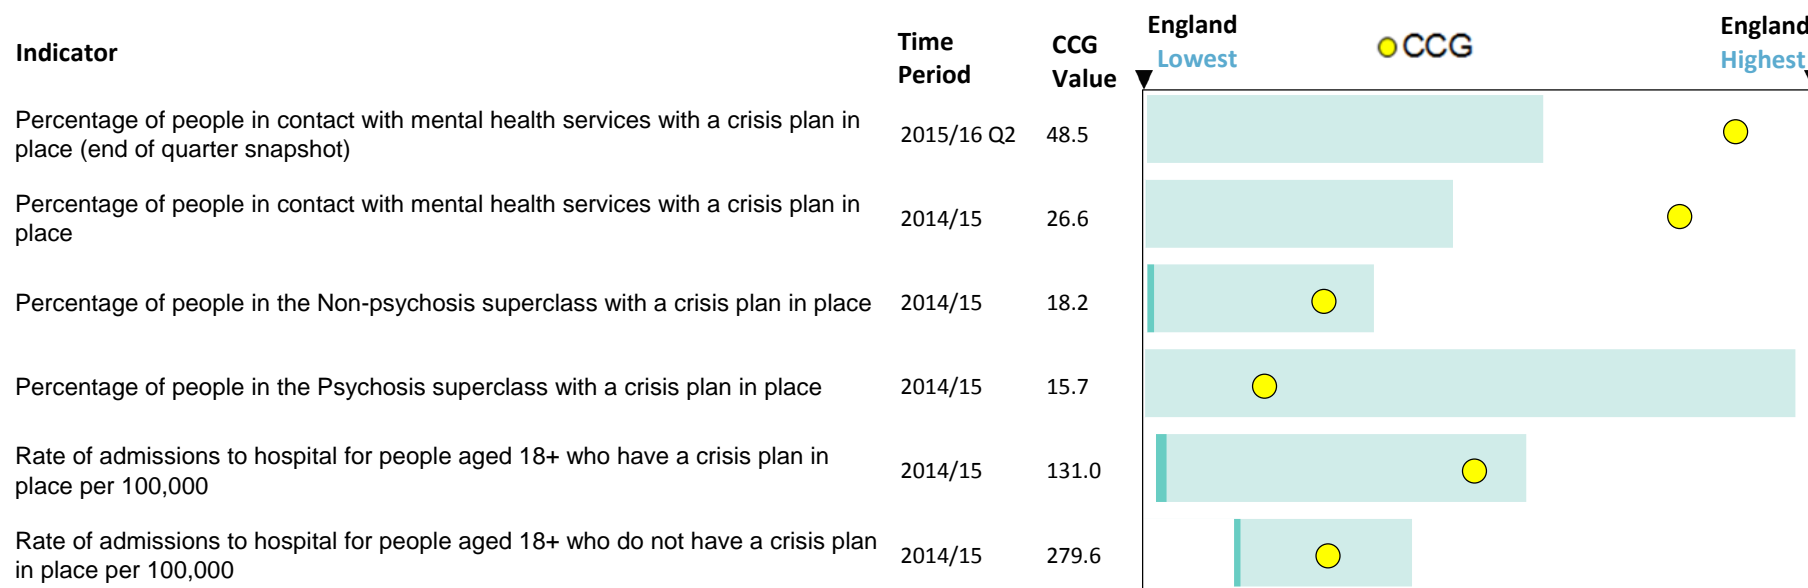 Indicator
Time
Period
CCG
Value
England
Lowest
CCG
England
Highest
Percentage of people in contact with mental health services with a crisis plan in
place (end of quarter snapshot)
2015/16 Q2
48.5
Percentage of people in contact with mental health services with a crisis plan in
place
2014/15
26.6
Percentage of people in the Non-psychosis superclass with a crisis plan in place
2014/15
18.2
Percentage of people in the Psychosis superclass with a crisis plan in place
2014/15
15.7
Rate of admissions to hospital for people aged 18+ who have a crisis plan in
place per 100,000
2014/15
131.0
Rate of admissions to hospital for people aged 18+ who do not have a crisis plan
in place per 100,000
2014/15
279.6